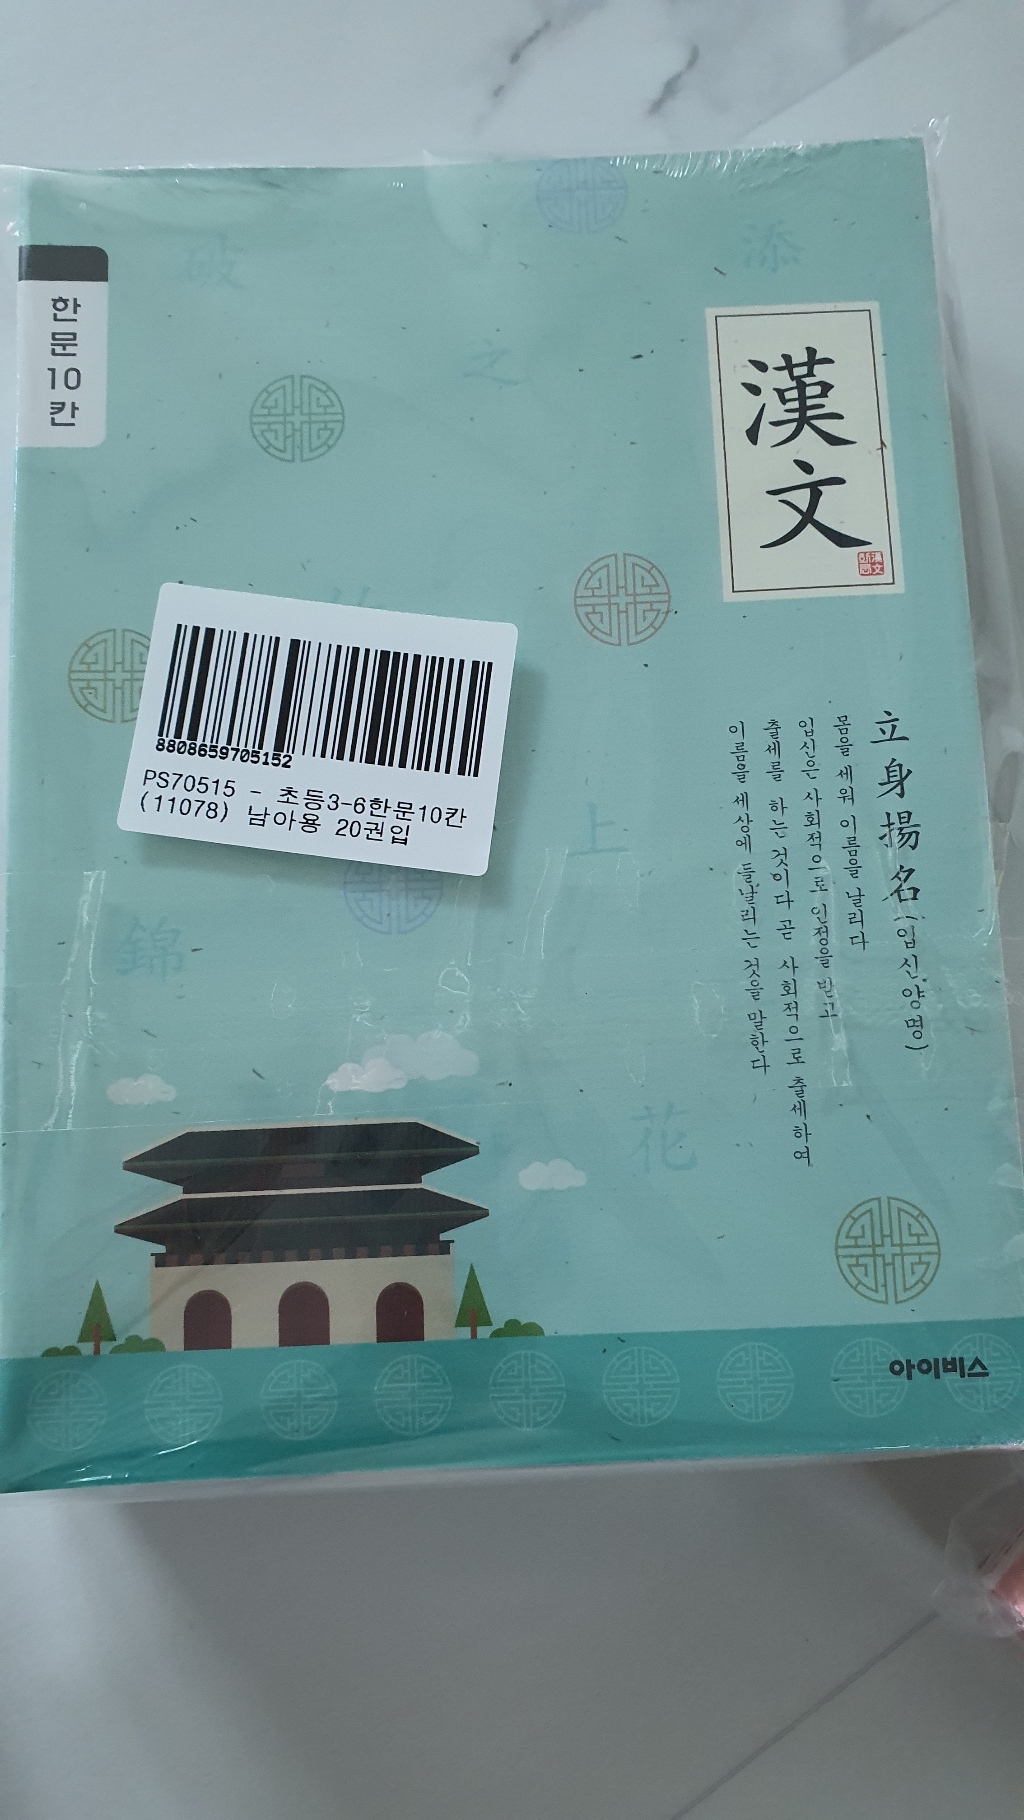 한문10칸
漢文
立身揚名(입신양명)
몸을 세워 이름을 날리다
입신은 사회적으로 인정을 받고
출세를 하는 것이다 곧 사회적으로 출세하여
이름을 세상에 들날리는 것을 말한다
破
添
之
上
錦
花
8808659705152
PS70515 - 초등3-6한문10칸
(11078) 남아용 20권입
아이비스